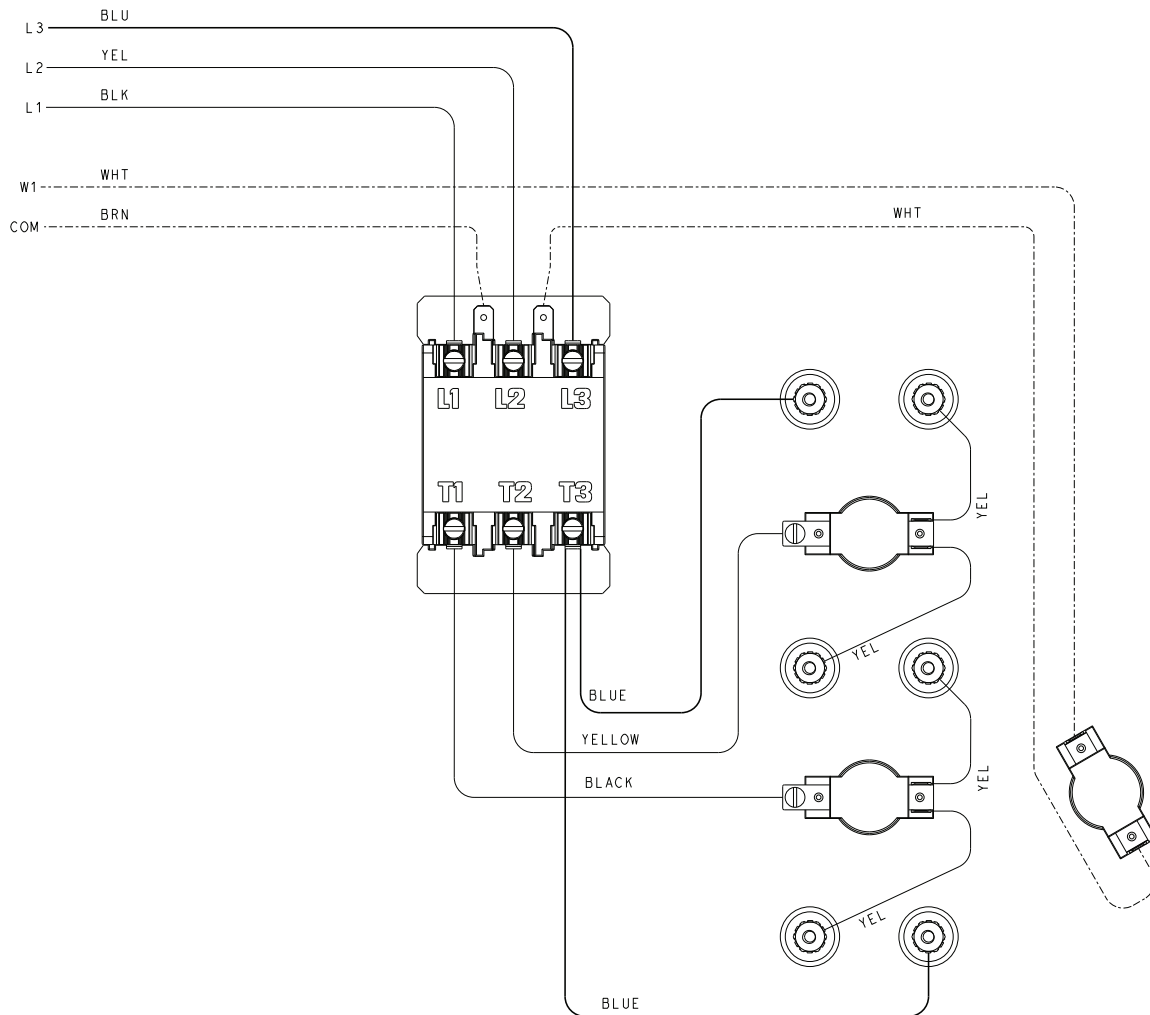 L3 BLU
L2 YEL
L1 BLK
W1 WHT
COM BRN WHT
L1 L2 L3
T1 T2 T3
YEL
YEL
BLUE
YELLOW
BLACK
YEL
YEL
BLUE